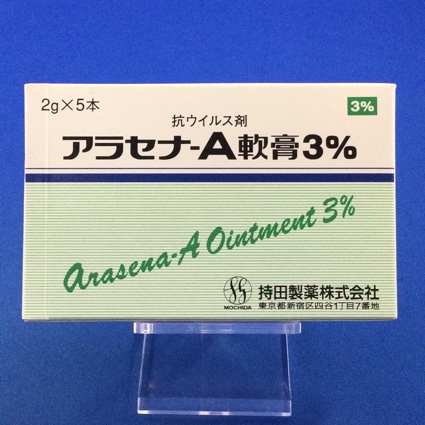 2g×5本
3%
抗ウイルス剤
アラセナ-A軟膏3%
Arasena-A Ointment 3%
MOCHIDA
持田製薬株式会社
東京都新宿区四谷1丁目7番地